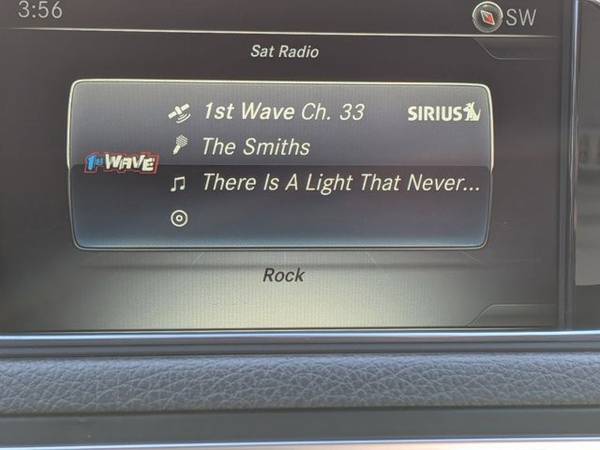 3:56
SW
Sat Radio
1st Wave Ch. 33
SIRIUS
The Smiths
1st WAVE
There Is A Light That Never...
Rock